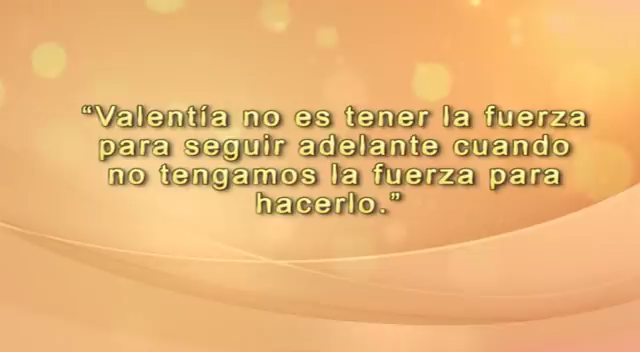 “Valentía no es tener la fuerza
para seguir adelante cuando
no tengamos la fuerza para
hacerlo.”